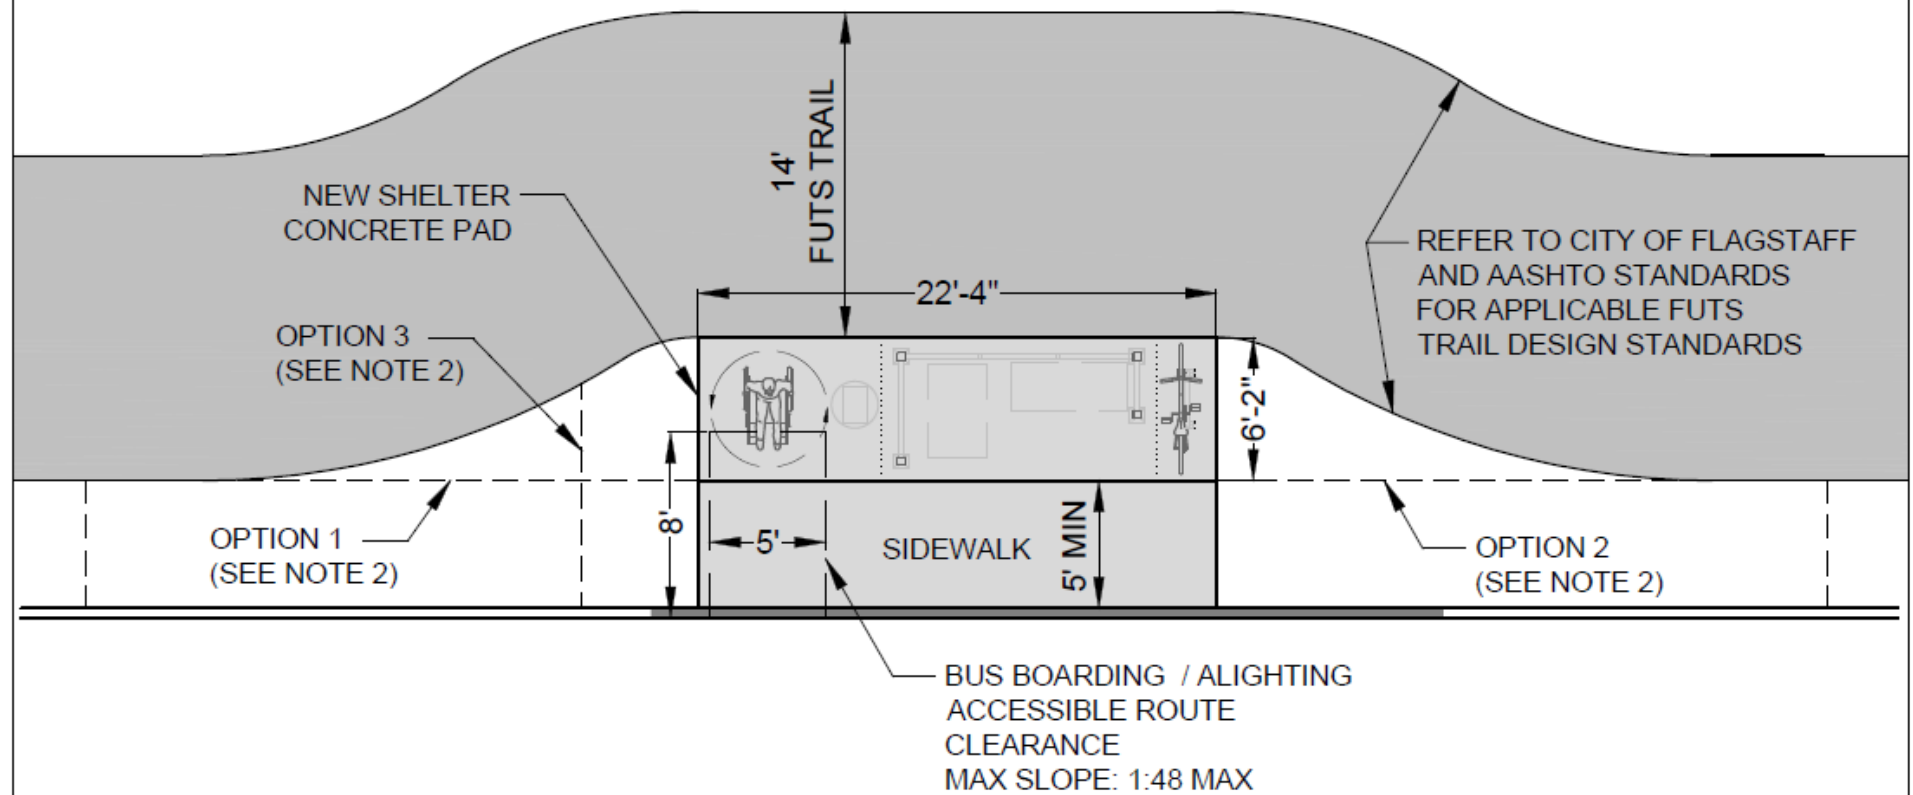 14'
FUTS TRAIL
NEW SHELTER
CONCRETE PAD
22'-4"
REFER TO CITY OF FLAGSTAFF
AND AASHTO STANDARDS
FOR APPLICABLE FUTS
TRAIL DESIGN STANDARDS
OPTION 3
(SEE NOTE 2)
6'-2"
8'
5'
SIDEWALK
5' MIN
OPTION 1
(SEE NOTE 2)
OPTION 2
(SEE NOTE 2)
BUS BOARDING / ALIGHTING
ACCESSIBLE ROUTE
CLEARANCE
MAX SLOPE: 1:48 MAX